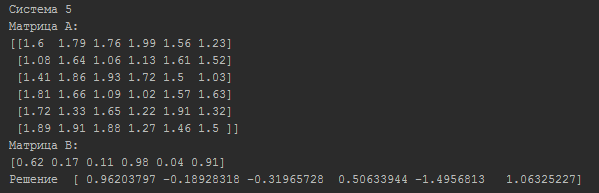 Система 5
Матрица A:
[[1.6  1.79 1.76 1.99 1.56 1.23]
 [1.08 1.64 1.06 1.13 1.61 1.52]
 [1.41 1.86 1.93 1.72 1.5  1.03]
 [1.81 1.66 1.09 1.02 1.57 1.63]
 [1.72 1.33 1.65 1.22 1.91 1.32]
 [1.89 1.91 1.88 1.27 1.46 1.5 ]]
Матрица B:
[0.62 0.17 0.11 0.98 0.04 0.91]
Решение  [ 0.96203797 -0.18928318 -0.31965728  0.50633944 -1.4956813   1.06325227]